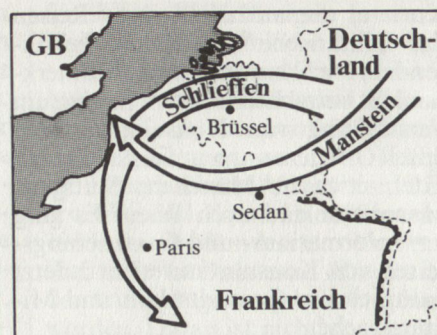 GB
Deutsch-
land
Schlieffen
Brüssel
Manstein
Sedan
Paris
Frankreich